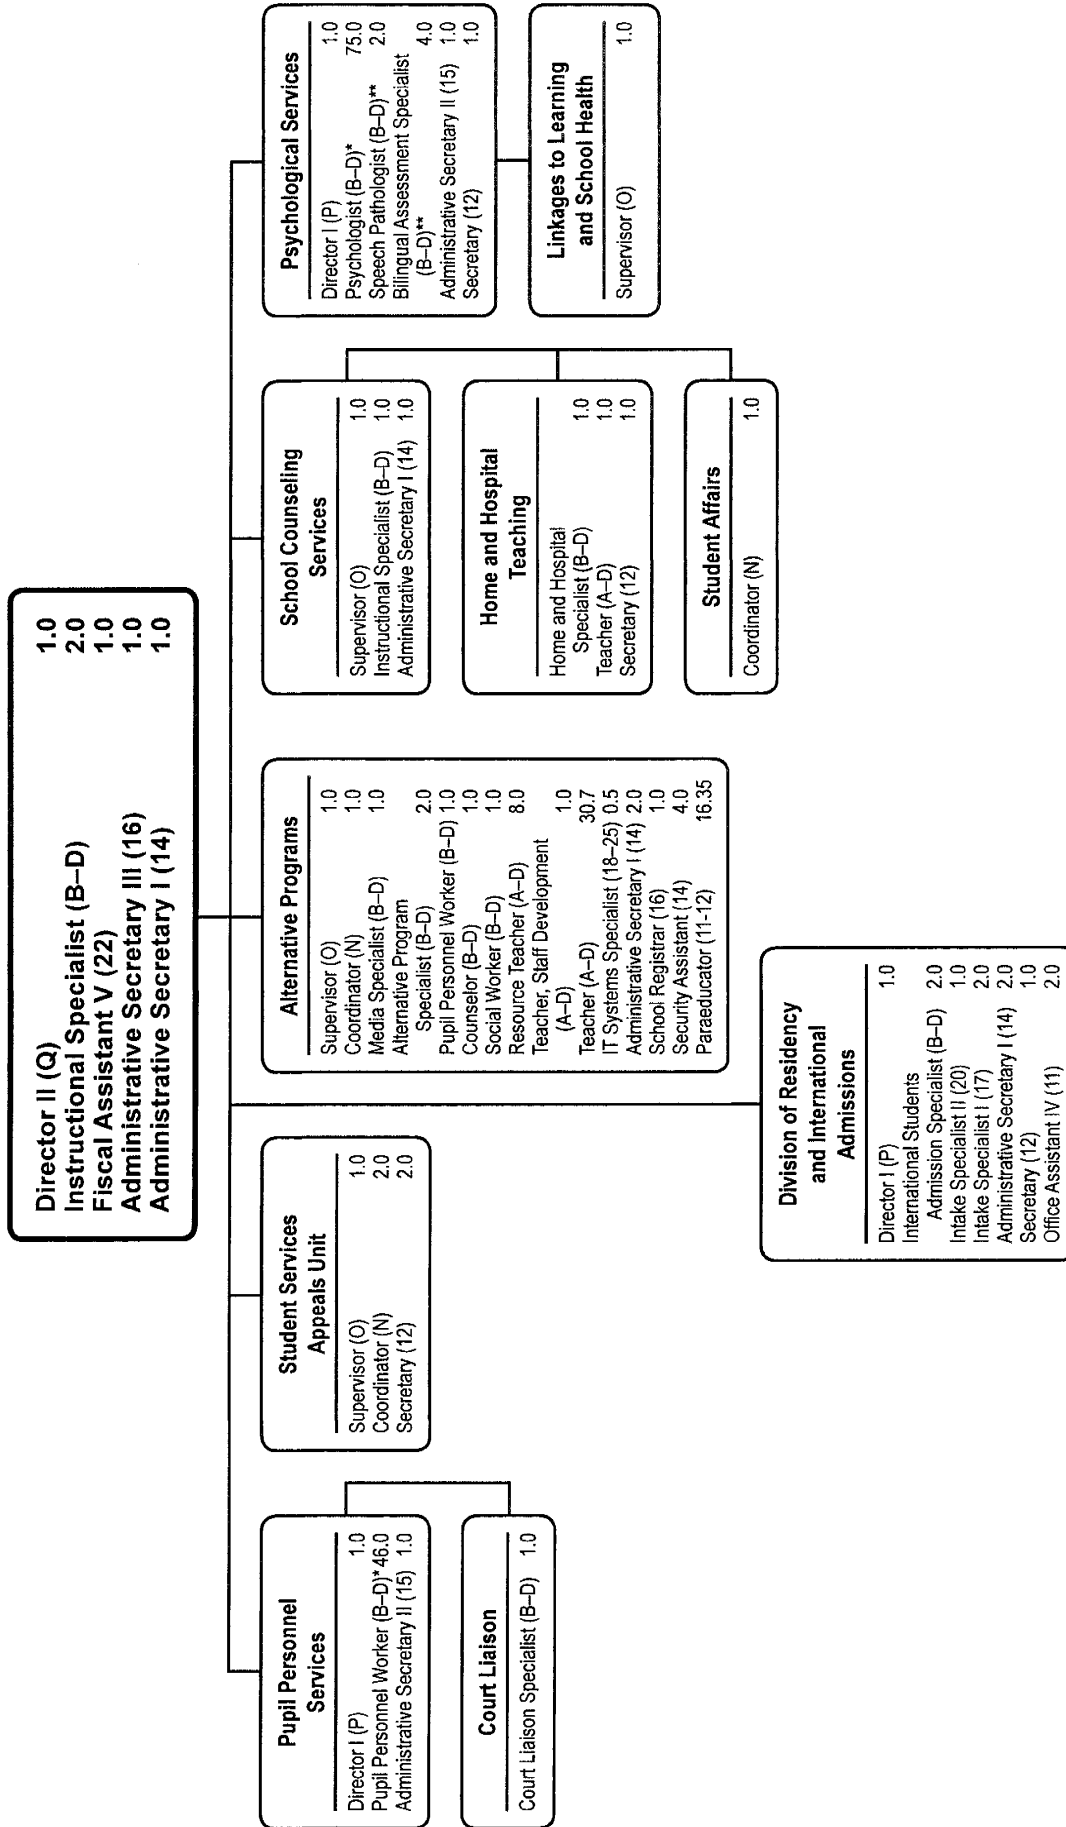 Director II (Q) 1.0
Instructional Specialist (B–D) 2.0
Fiscal Assistant V (22) 1.0
Administrative Secretary III (16) 1.0
Administrative Secretary I (14) 1.0
Pupil Personnel
Services
Director I (P) 1.0
Pupil Personnel Worker (B–D)* 46.0
Administrative Secretary II (15) 1.0
Court Liaison
Court Liaison Specialist (B–D) 1.0
Student Services
Appeals Unit
Supervisor (O) 1.0
Coordinator (N) 2.0
Secretary (12) 2.0
Alternative Programs
Supervisor (O) 1.0
Coordinator (N) 1.0
Media Specialist (B–D) 1.0
Alternative Program
Specialist (B–D) 2.0
Pupil Personnel Worker (B–D) 1.0
Counselor (B–D) 1.0
Social Worker (B–D) 1.0
Resource Teacher (A–D) 8.0
Teacher, Staff Development
(A–D) 1.0
Teacher (A–D) 30.7
IT Systems Specialist (18–25) 0.5
Administrative Secretary I (14) 2.0
School Registrar (16) 1.0
Security Assistant (14) 4.0
Paraeducator (11-12) 16.35
Division of Residency
and International
Admissions
Director I (P) 1.0
International Students
Admission Specialist (B–D) 2.0
Intake Specialist II (20) 1.0
Intake Specialist I (17) 2.0
Administrative Secretary I (14) 2.0
Secretary (12) 1.0
Office Assistant IV (11) 2.0
School Counseling
Services
Supervisor (O) 1.0
Instructional Specialist (B–D) 1.0
Administrative Secretary I (14) 1.0
Home and Hospital
Teaching
Home and Hospital
Specialist (B–D) 1.0
Teacher (A–D) 1.0
Secretary (12) 1.0
Student Affairs
Coordinator (N) 1.0
Psychological Services
Director I (P) 1.0
Psychologist (B–D)* 75.0
Speech Pathologist (B–D)** 2.0
Bilingual Assessment Specialist
(B–D)** 4.0
Administrative Secretary II (15) 1.0
Secretary (12) 1.0
Linkages to Learning
and School Health
Supervisor (O) 1.0